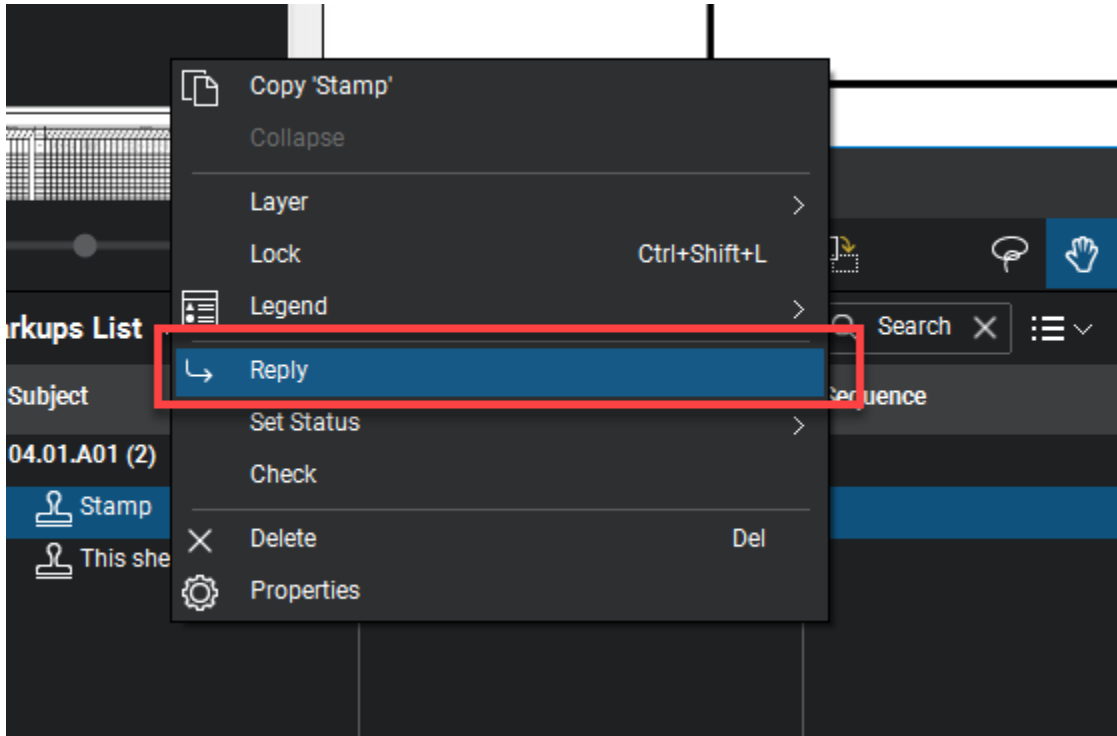 Copy 'Stamp'
Collapse
Layer
Lock Ctrl+Shift+L
Legend
Reply
Set Status
Check
Delete Del
Properties
rkups List
Search
Subject
equence
04.01.A01 (2)
Stamp
This she